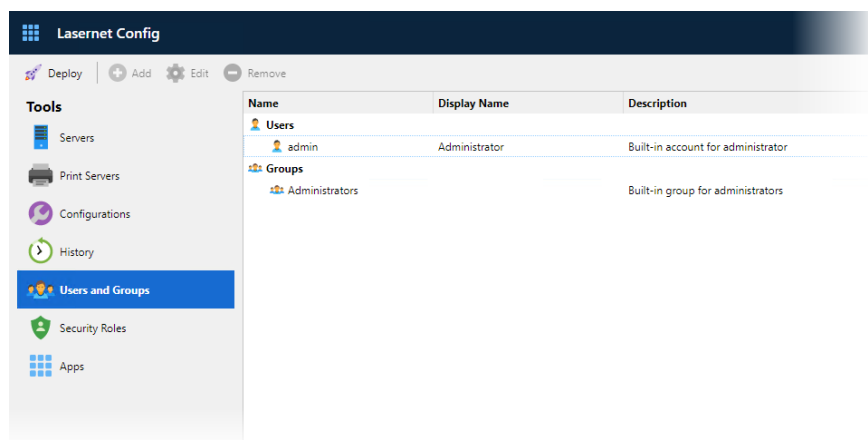 Lasernet Config
Deploy Add Edit Remove
Tools
Servers
Print Servers
Configurations
History
Users and Groups
Security Roles
Apps
Name Display Name Description
Users
admin Administrator Built-in account for administrator
Groups
Administrators Built-in group for administrators